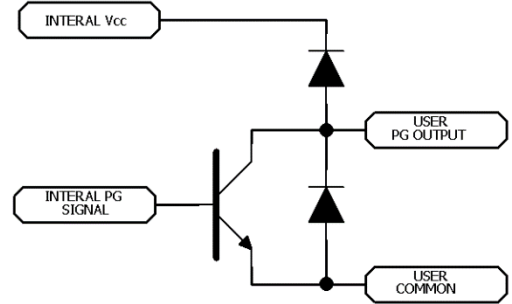 INTERAL Vcc
USER
PG OUTPUT
INTERAL PG
SIGNAL
USER
COMMON